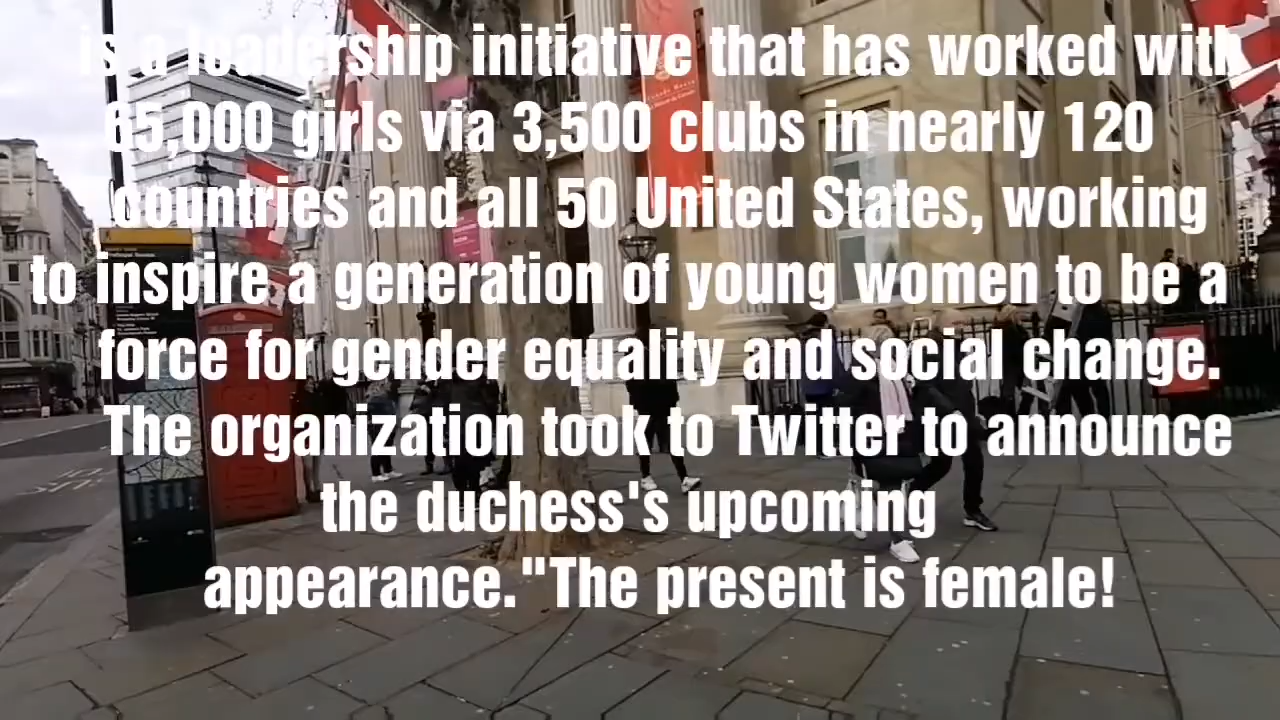 is a leadership initiative that has worked with
65,000 girls via 3,500 clubs in nearly 120
countries and all 50 United States, working
to inspire a generation of young women to be a
force for gender equality and social change.
The organization took to Twitter to announce
the duchess's upcoming
appearance."The present is female!